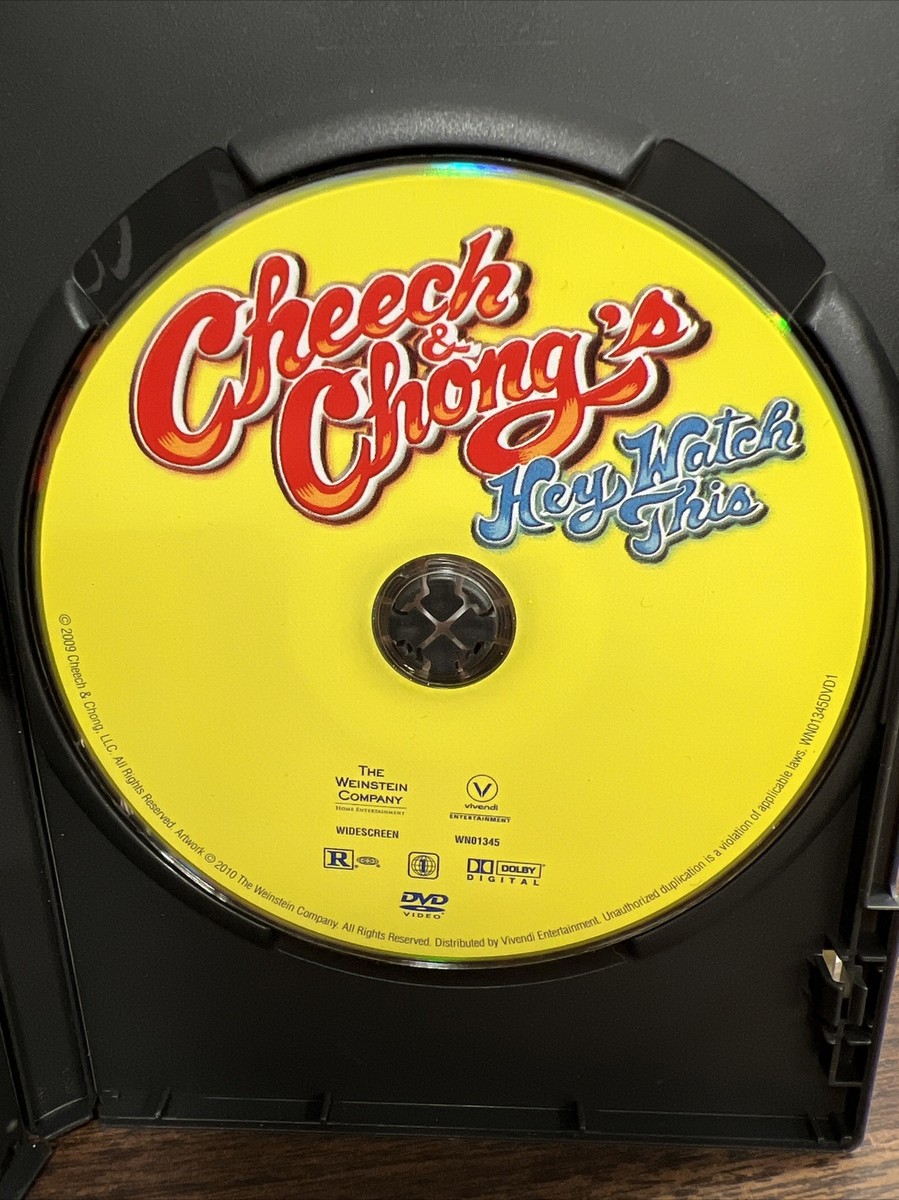 Cheech
&
Chong's
Hey Watch
This
THE
WEINSTEIN
COMPANY
HOME ENTERTAINMENT
vivendi
ENTERTAINMENT
WIDESCREEN
WN01345
R
1
DOLBY
DIGITAL
DVD
VIDEO
© 2009 Cheech & Chong, LLC. All Rights Reserved. Artwork © 2010 The Weinstein Company. All Rights Reserved. Distributed by Vivendi Entertainment. Unauthorized duplication is a violation of applicable laws. WN01345DVD1